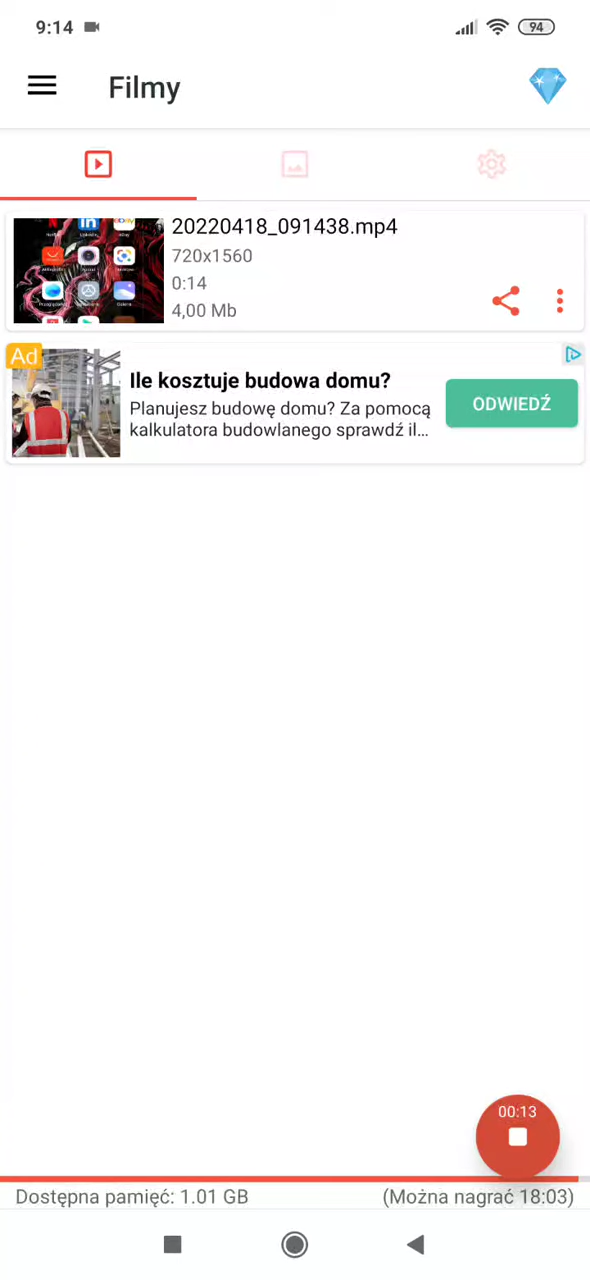 9:14
94
Filmy
20220418_091438.mp4
720x1560
0:14
4,00 Mb
Ad
Ile kosztuje budowa domu?
Planujesz budowę domu? Za pomocą
kalkulatora budowlanego sprawdź il...
ODWIEDŹ
00:13
Dostępna pamięć: 1.01 GB
(Można nagrać 18:03)